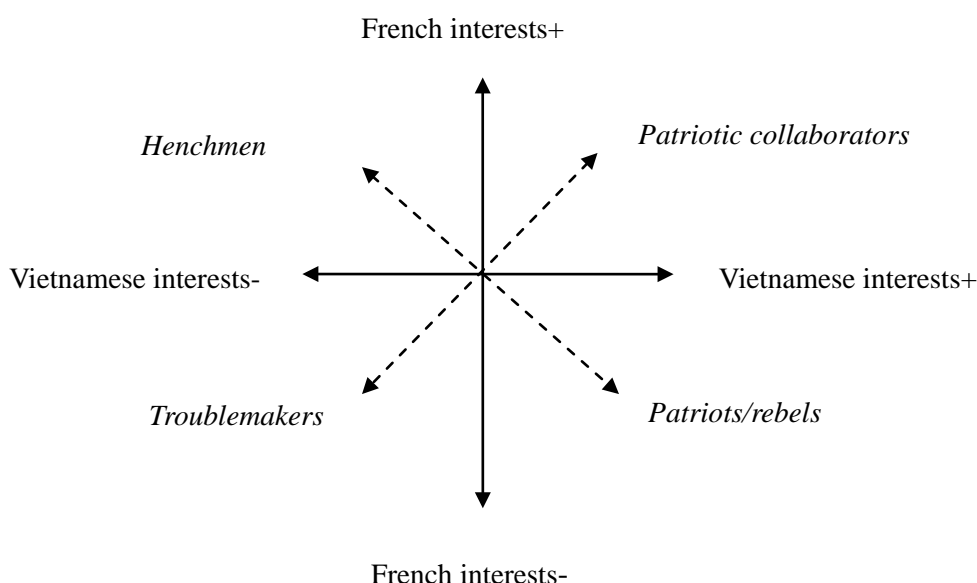 French interests+
Henchmen
Patriotic collaborators
Vietnamese interests-
Vietnamese interests+
Troublemakers
Patriots/rebels
French interests-